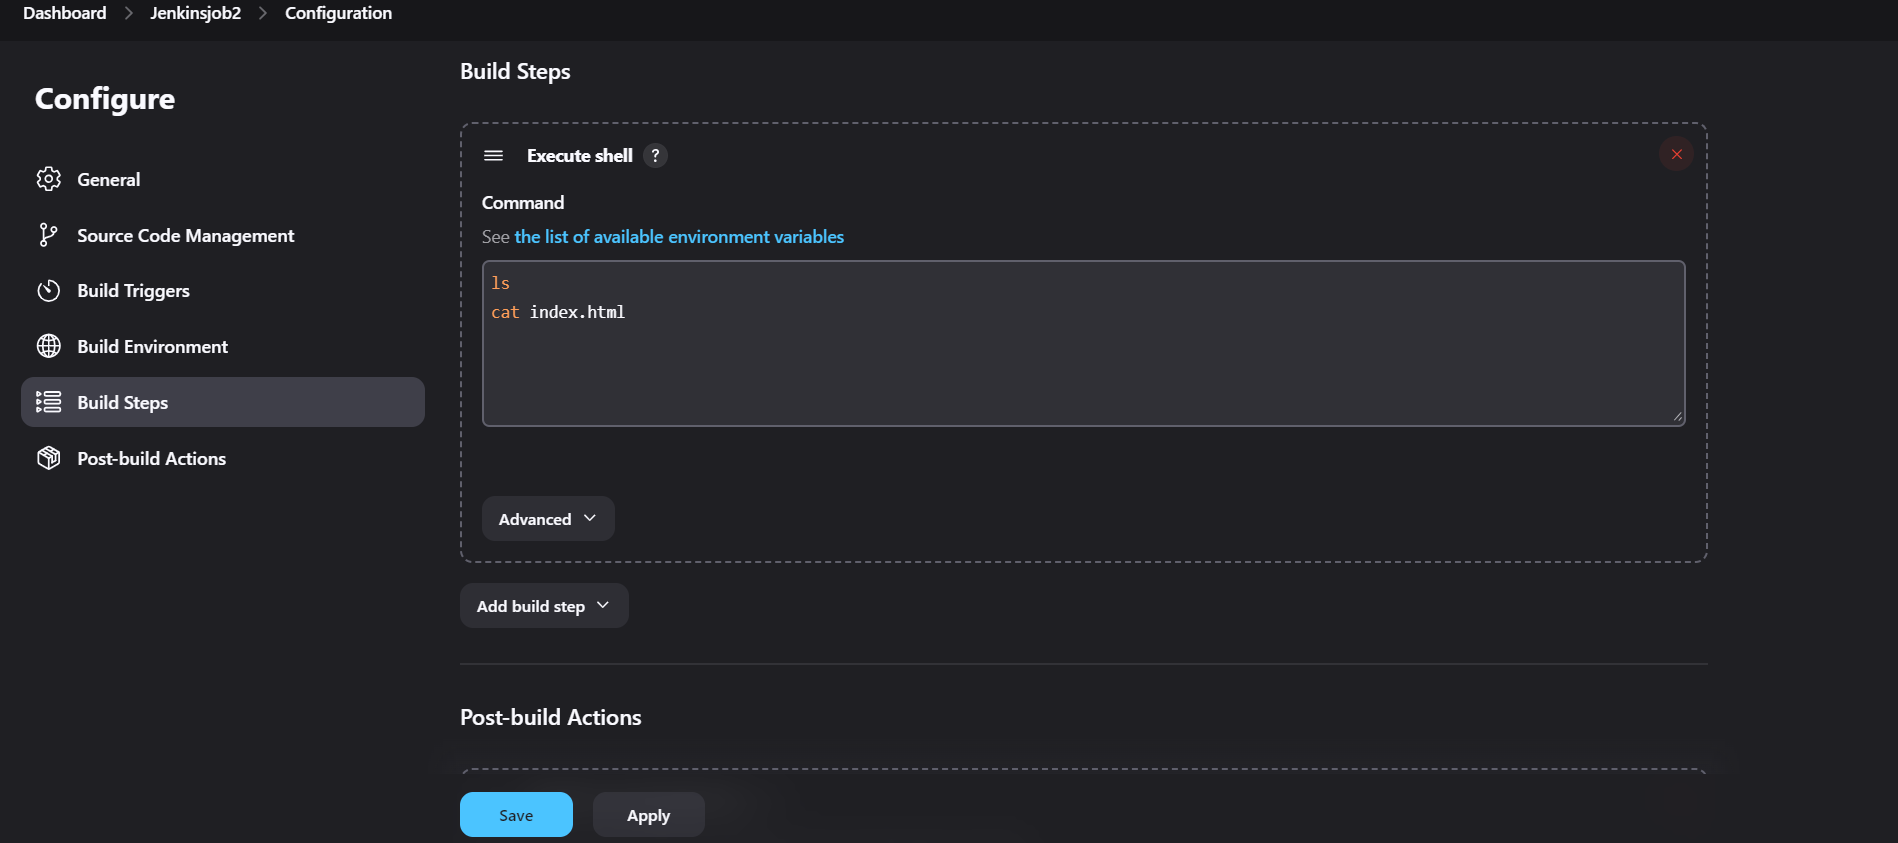 Dashboard > Jenkinsjob2 > Configuration
Configure
General
Source Code Management
Build Triggers
Build Environment
Build Steps
Post-build Actions
Build Steps
Execute shell ?
Command
See the list of available environment variables
ls
cat index.html
Advanced
Add build step
Post-build Actions
Save
Apply